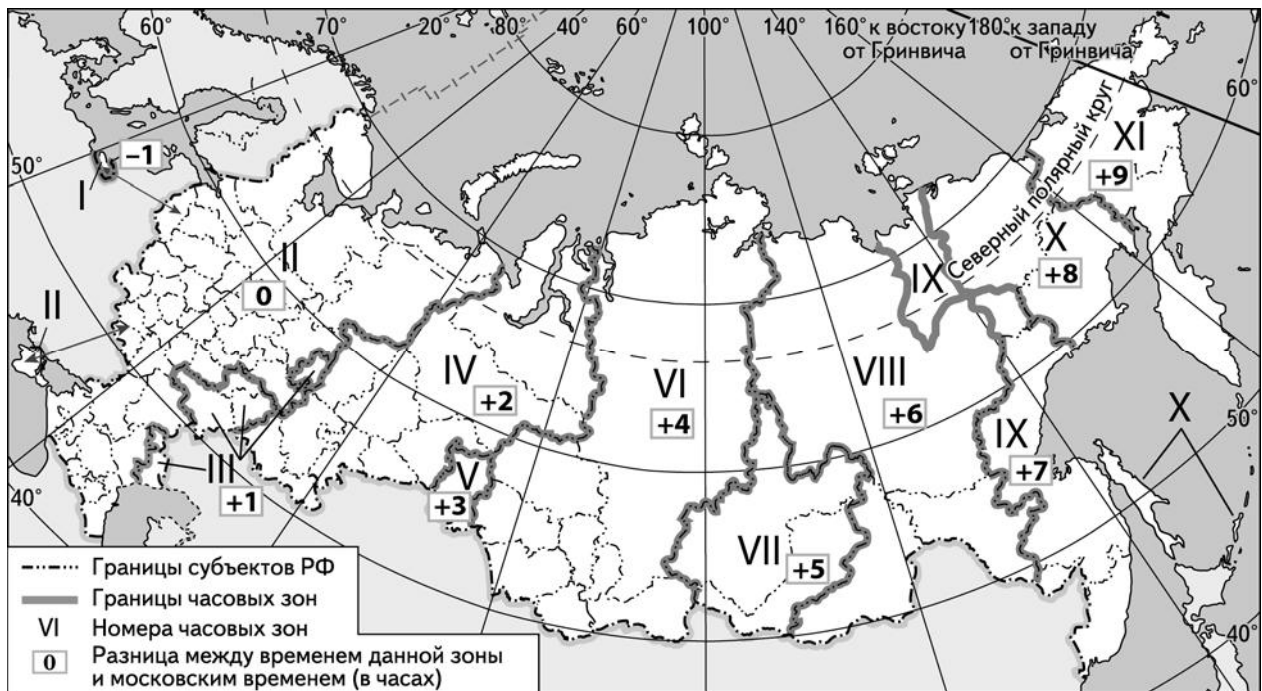 60° 70° 20° 80° 40° 60° 100° 140° 160° к востоку 180° к западу
от Гринвича от Гринвича
60°
50°
40°
50°
40°
Северный полярный круг
I
–1
II
0
II
III
+1
IV
+2
V
+3
VI
+4
VII
+5
VIII
+6
IX
IX
+7
X
+8
XI
+9
X
Границы субъектов РФ
Границы часовых зон
VI Номера часовых зон
0 Разница между временем данной зоны
и московским временем (в часах)